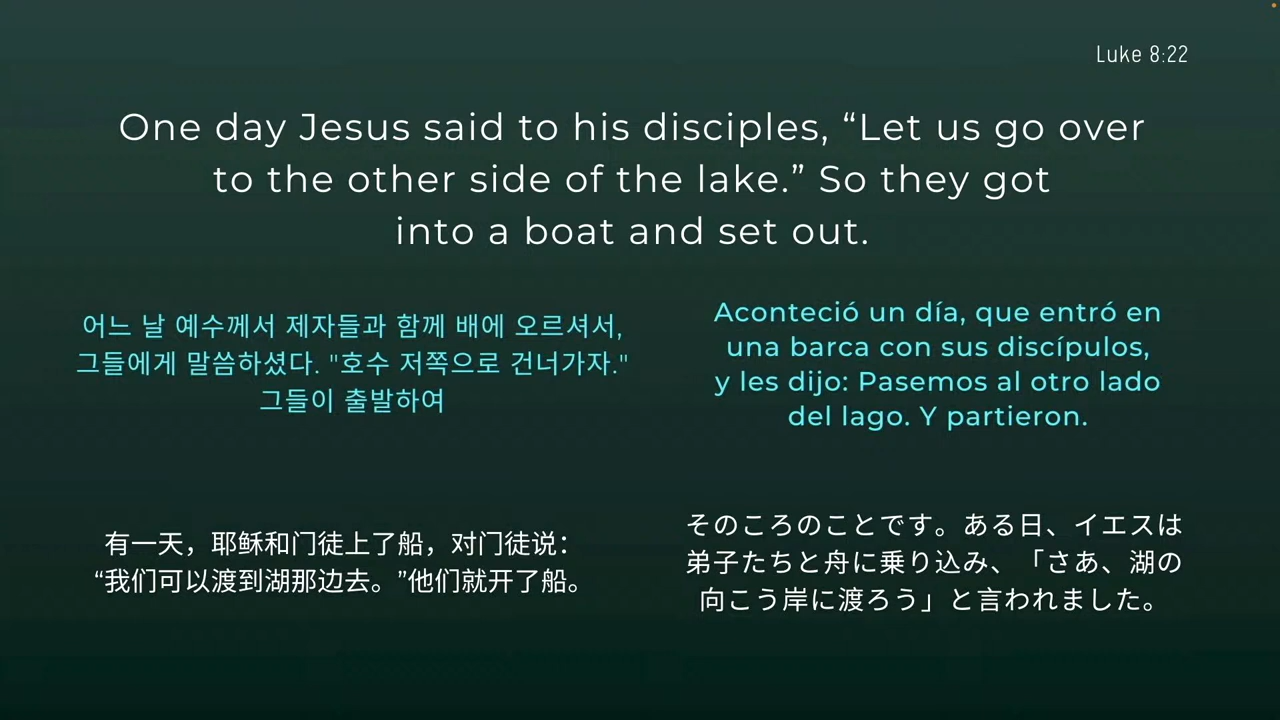 Luke 8:22
One day Jesus said to his disciples, “Let us go over
to the other side of the lake.” So they got
into a boat and set out.
어느 날 예수께서 제자들과 함께 배에 오르셔서,
그들에게 말씀하셨다. "호수 저쪽으로 건너가자."
그들이 출발하여
Aconteció un día, que entró en
una barca con sus discípulos,
y les dijo: Pasemos al otro lado
del lago. Y partieron.
有一天，耶稣和门徒上了船，对门徒说：
“我们可以渡到湖那边去。”他们就开了船。
そのころのことです。ある日、イエスは
弟子たちと舟に乗り込み、「さあ、湖の
向こう岸に渡ろう」と言われました。